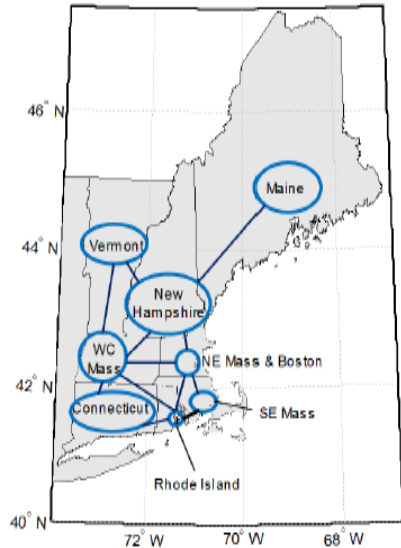 46° N
Maine
44° N
Vermont
New
Hampshire
WC
Mass
NE Mass & Boston
42° N
Connecticut
SE Mass
Rhode Island
40° N
72° W
70° W
68° W